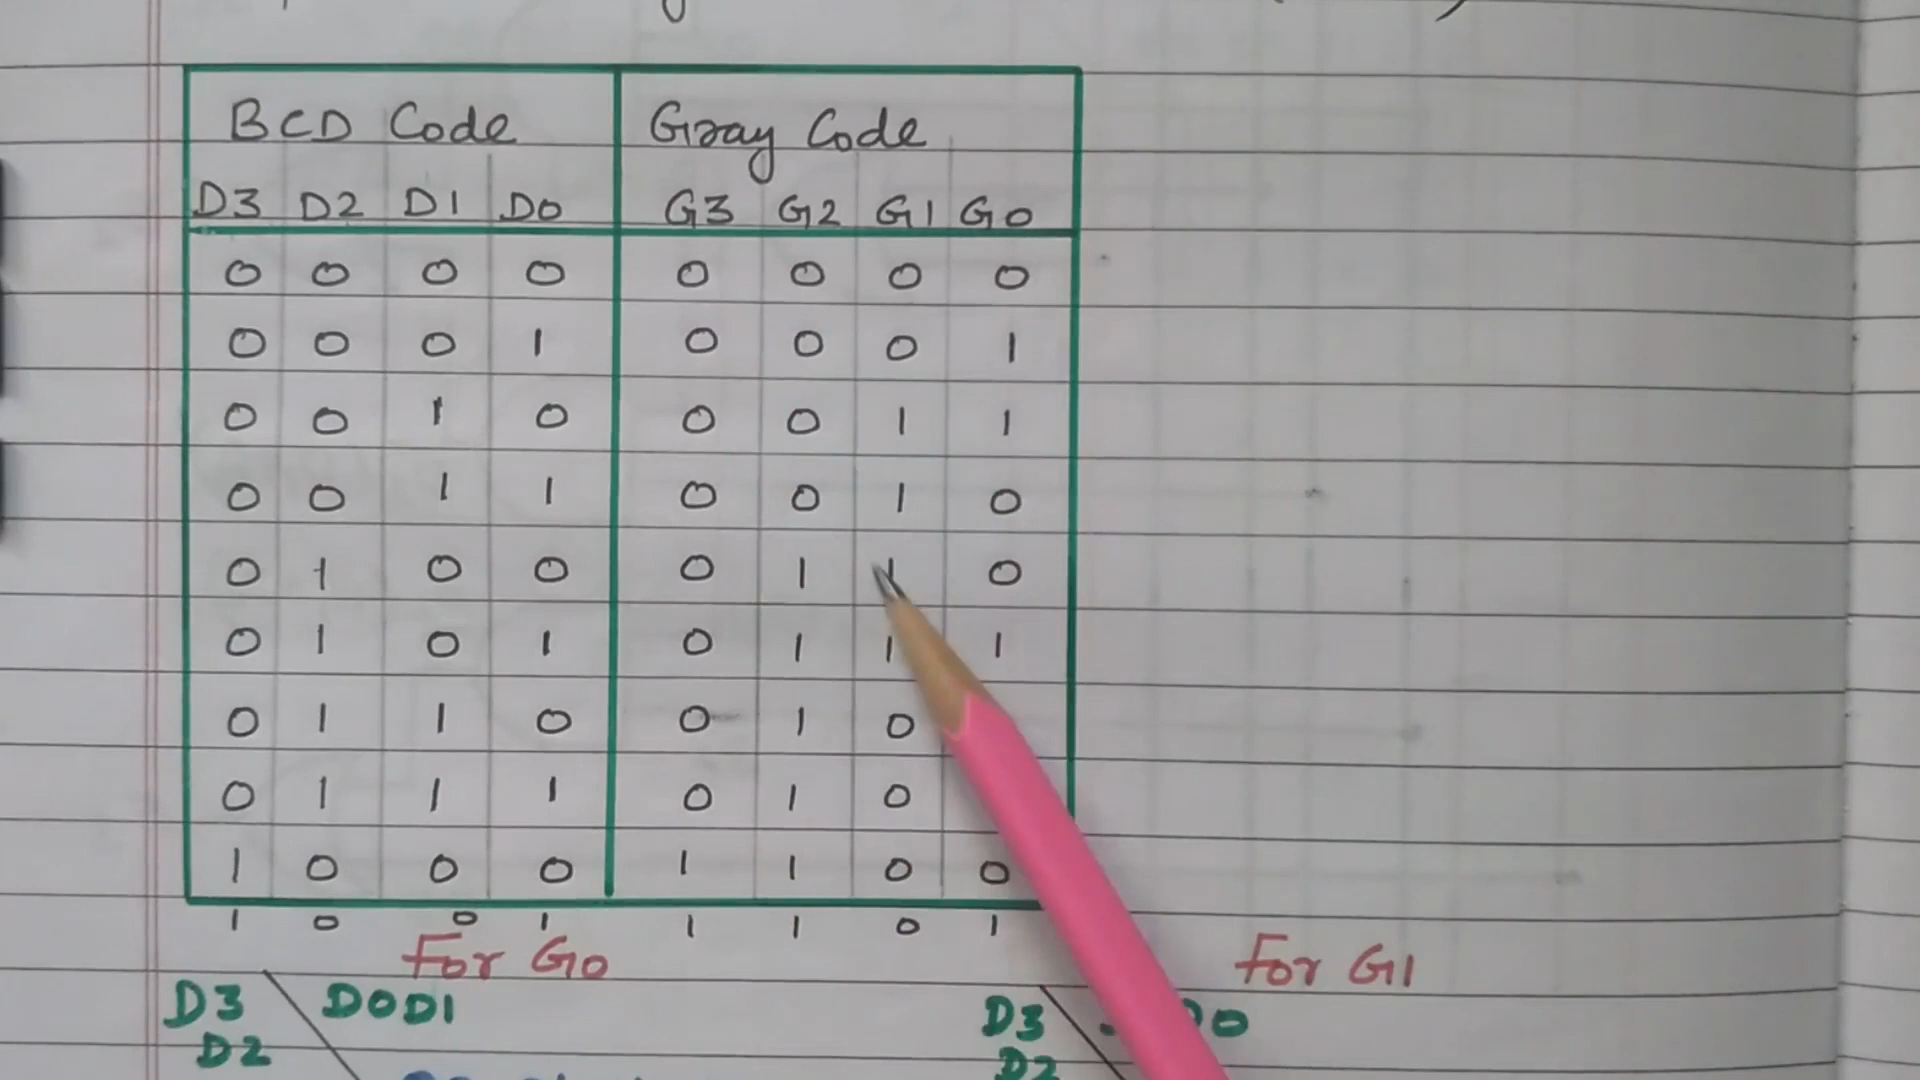 BCD Code Gray Code
D3 D2 D1 D0 G3 G2 G1 G0
0 0 0 0 0 0 0 0
0 0 0 1 0 0 0 1
0 0 1 0 0 0 1 1
0 0 1 1 0 0 1 0
0 1 0 0 0 1 1 0
0 1 0 1 0 1 1 1
0 1 1 0 0 1 0
0 1 1 1 0 1 0
1 0 0 0 1 1 0 0
1 0 0 1 1 1 0 1
For G0 For G1
D3 D0D1 D3
D2 D2